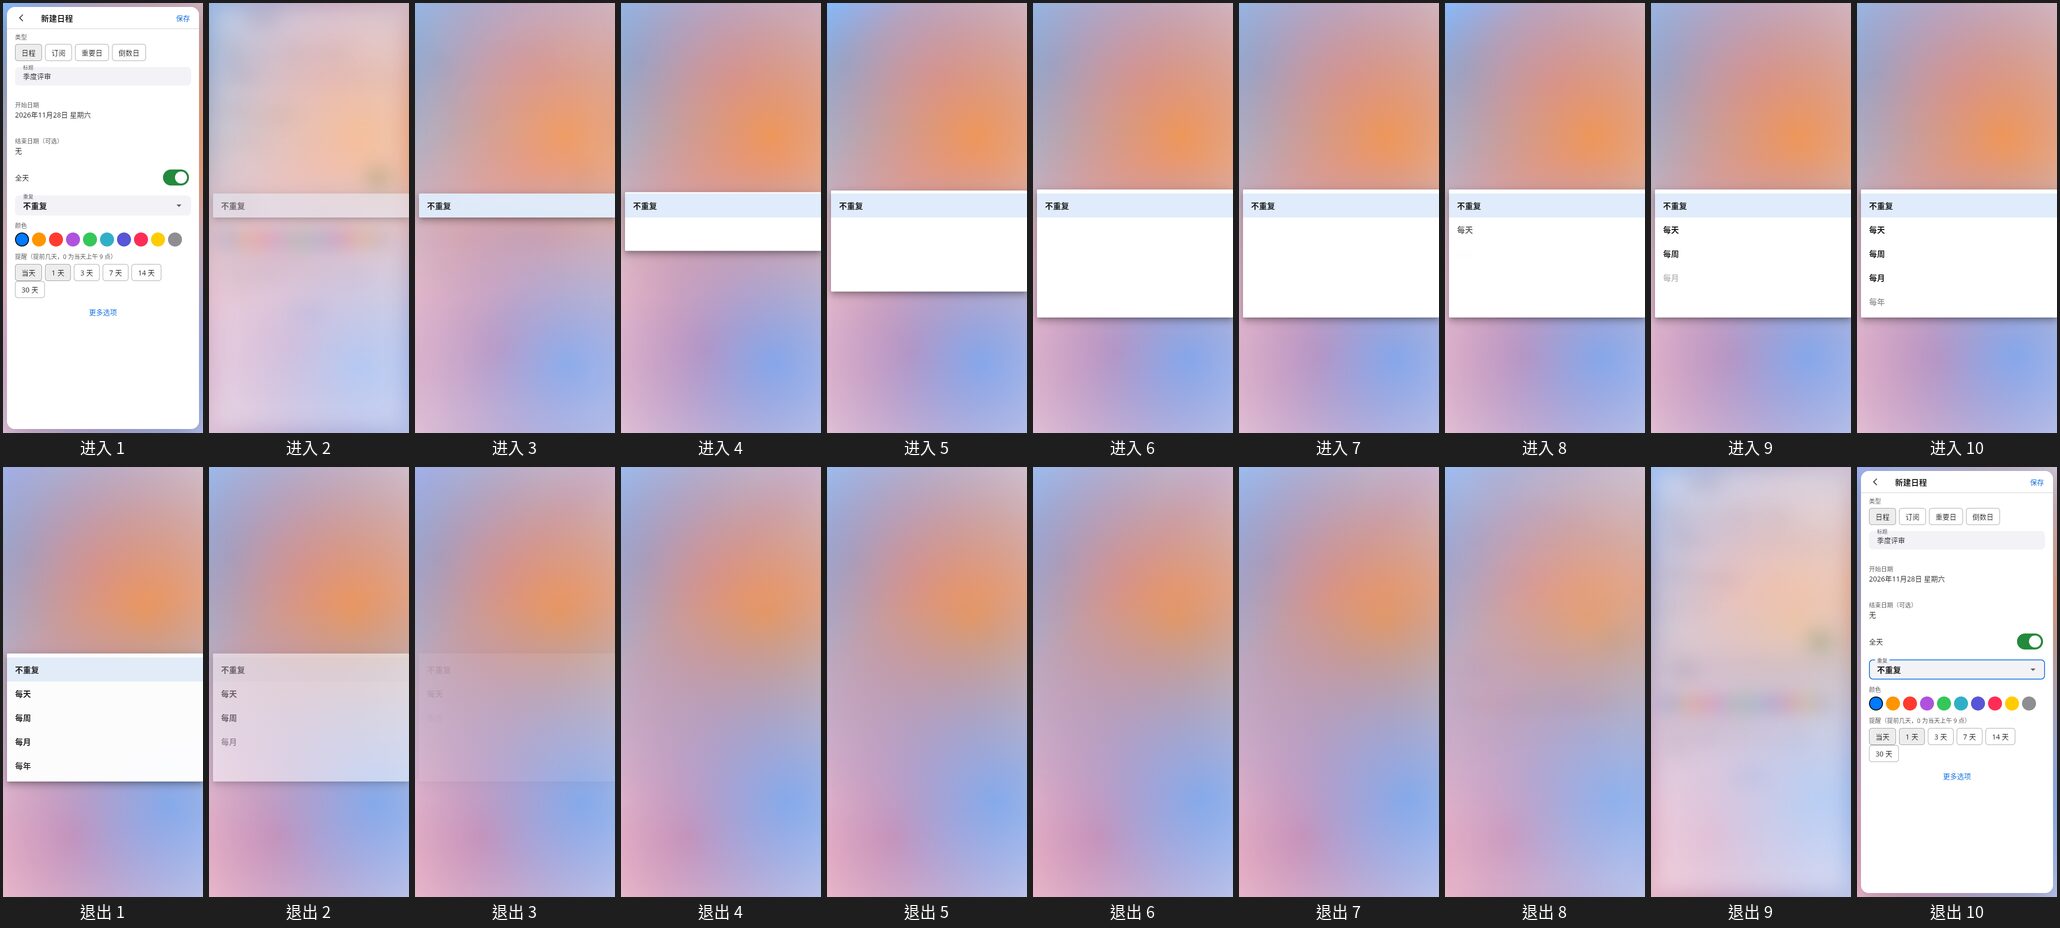 新建日程 保存
类型
日程 订阅 重要日 倒数日
标题
季度评审
开始日期
2026年11月28日 星期六
结束日期（可选）
无
全天
重复
不重复
颜色
提醒（提前几天，0 为当天上午 9 点）
当天 1 天 3 天 7 天 14 天
30 天
更多选项
进入 1
不重复
进入 2
不重复
进入 3
不重复
进入 4
不重复
进入 5
不重复
进入 6
不重复
进入 7
不重复
每天
进入 8
不重复
每天
每周
每月
进入 9
不重复
每天
每周
每月
每年
进入 10
不重复
每天
每周
每月
每年
退出 1
不重复
每天
每周
每月
退出 2
不重复
每天
退出 3
退出 4
退出 5
退出 6
退出 7
退出 8
退出 9
新建日程 保存
类型
日程 订阅 重要日 倒数日
标题
季度评审
开始日期
2026年11月28日 星期六
结束日期（可选）
无
全天
重复
不重复
颜色
提醒（提前几天，0 为当天上午 9 点）
当天 1 天 3 天 7 天 14 天
30 天
更多选项
退出 10